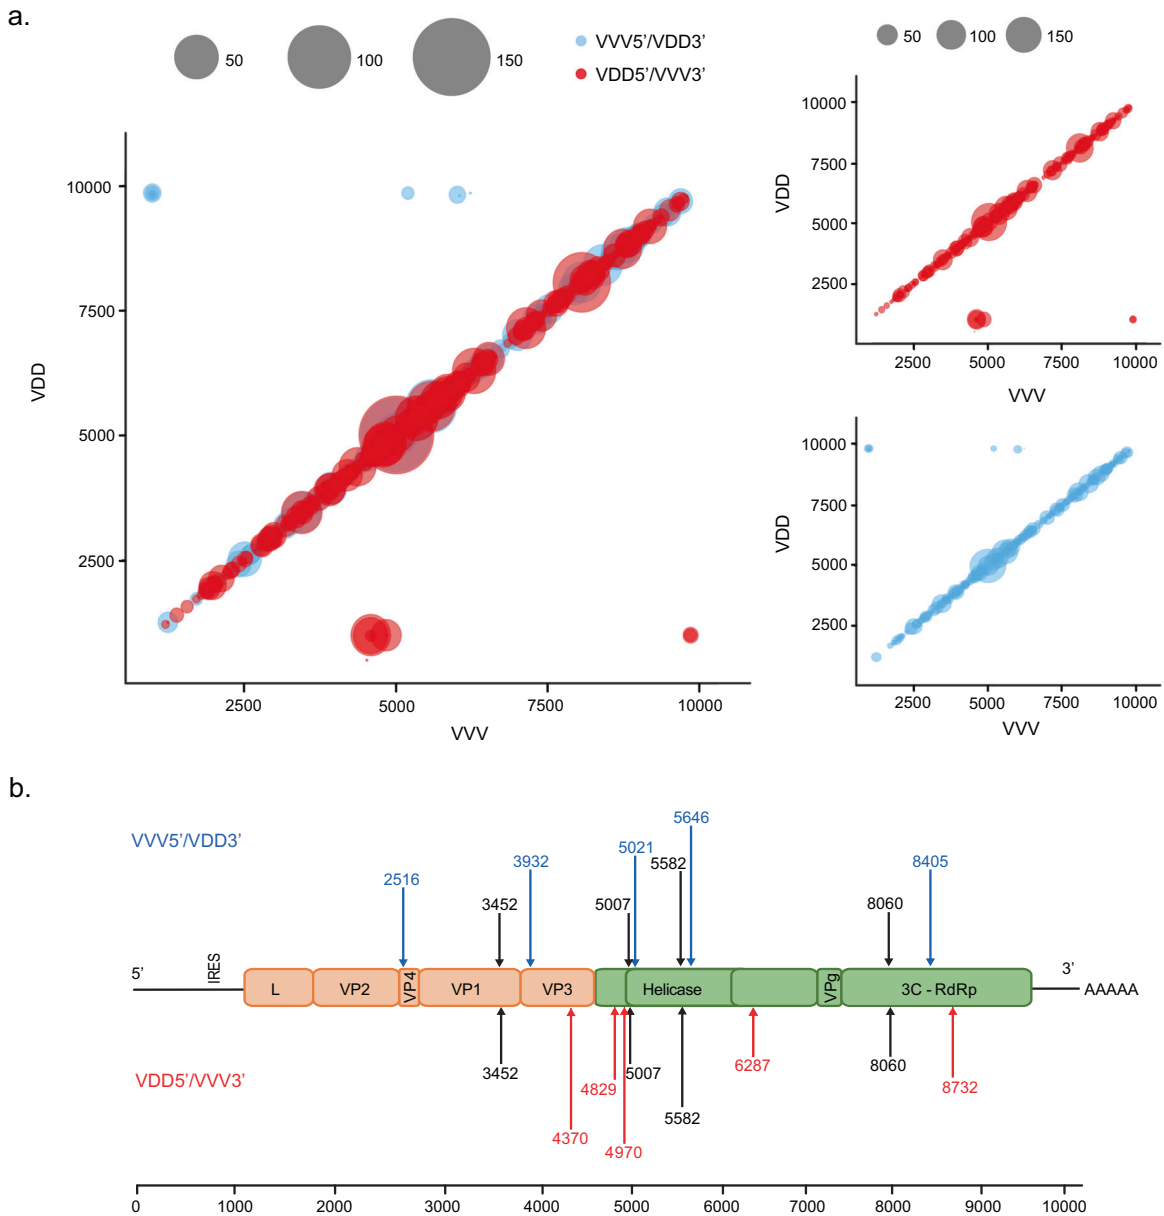 a.
50
100
150
VVV5’/VDD3’
VDD5’/VVV3’
10000
7500
5000
2500
VDD
2500
5000
7500
10000
VVV
50
100
150
10000
7500
5000
2500
VDD
2500
5000
7500
10000
VVV
10000
7500
5000
2500
VDD
2500
5000
7500
10000
VVV
b.
VVV5’/VDD3’
2516
3452
3932
5007
5021
5582
5646
8060
8405
5’
IRES
L
VP2
VP4
VP1
VP3
Helicase
VPg
3C - RdRp
3’
AAAAA
VDD5’/VVV3’
3452
4370
4829
4970
5007
5582
6287
8060
8732
0
1000
2000
3000
4000
5000
6000
7000
8000
9000
10000